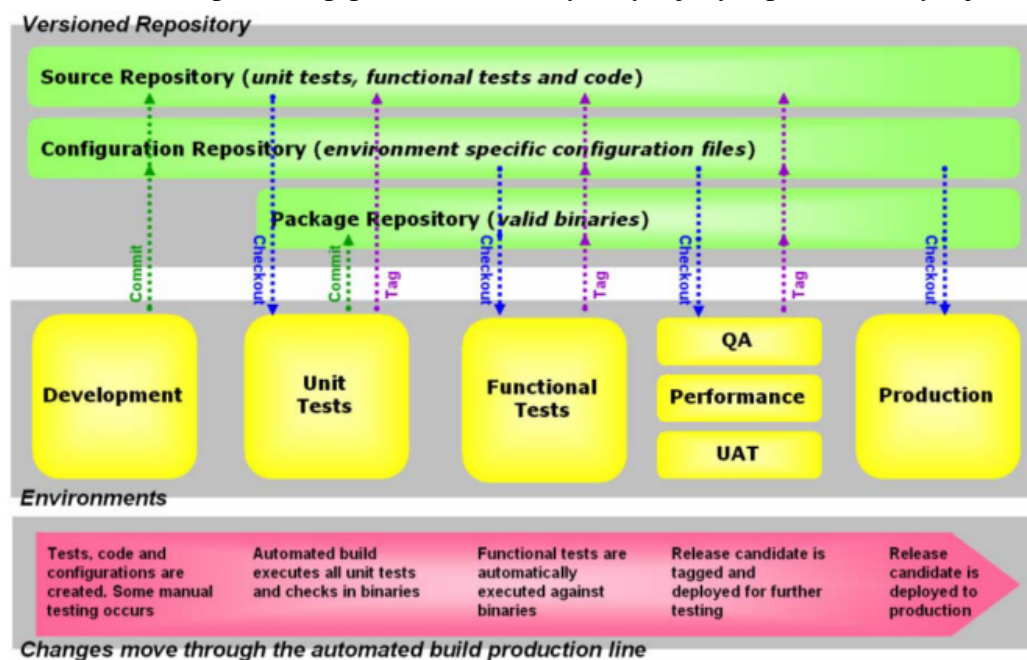 Versioned Repository
Source Repository (unit tests, functional tests and code)
Configuration Repository (environment specific configuration files)
Package Repository (valid binaries)
Commit
Checkout
Commit
Tag
Checkout
Tag
Checkout
Tag
Checkout
Development
Unit
Tests
Functional
Tests
QA
Performance
UAT
Production
Environments
Tests, code and
configurations are
created. Some manual
testing occurs
Automated build
executes all unit tests
and checks in binaries
Functional tests are
automatically
executed against
binaries
Release candidate is
tagged and
deployed for further
testing
Release
candidate is
deployed to
production
Changes move through the automated build production line